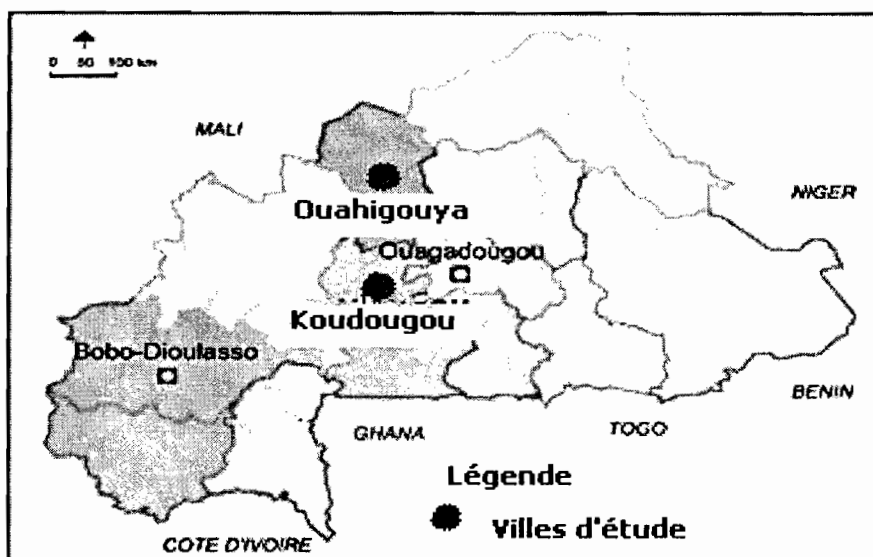 0 50 100 km
MALI
NIGER
Ouahigouya
Ouagadougou
Koudougou
Bobo-Dioulasso
BENIN
GHANA
TOGO
Légende
Villes d'étude
COTE D'IVOIRE